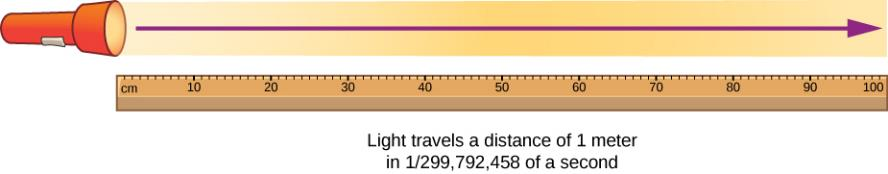 cm 10 20 30 40 50 60 70 80 90 100
Light travels a distance of 1 meter
in 1/299,792,458 of a second